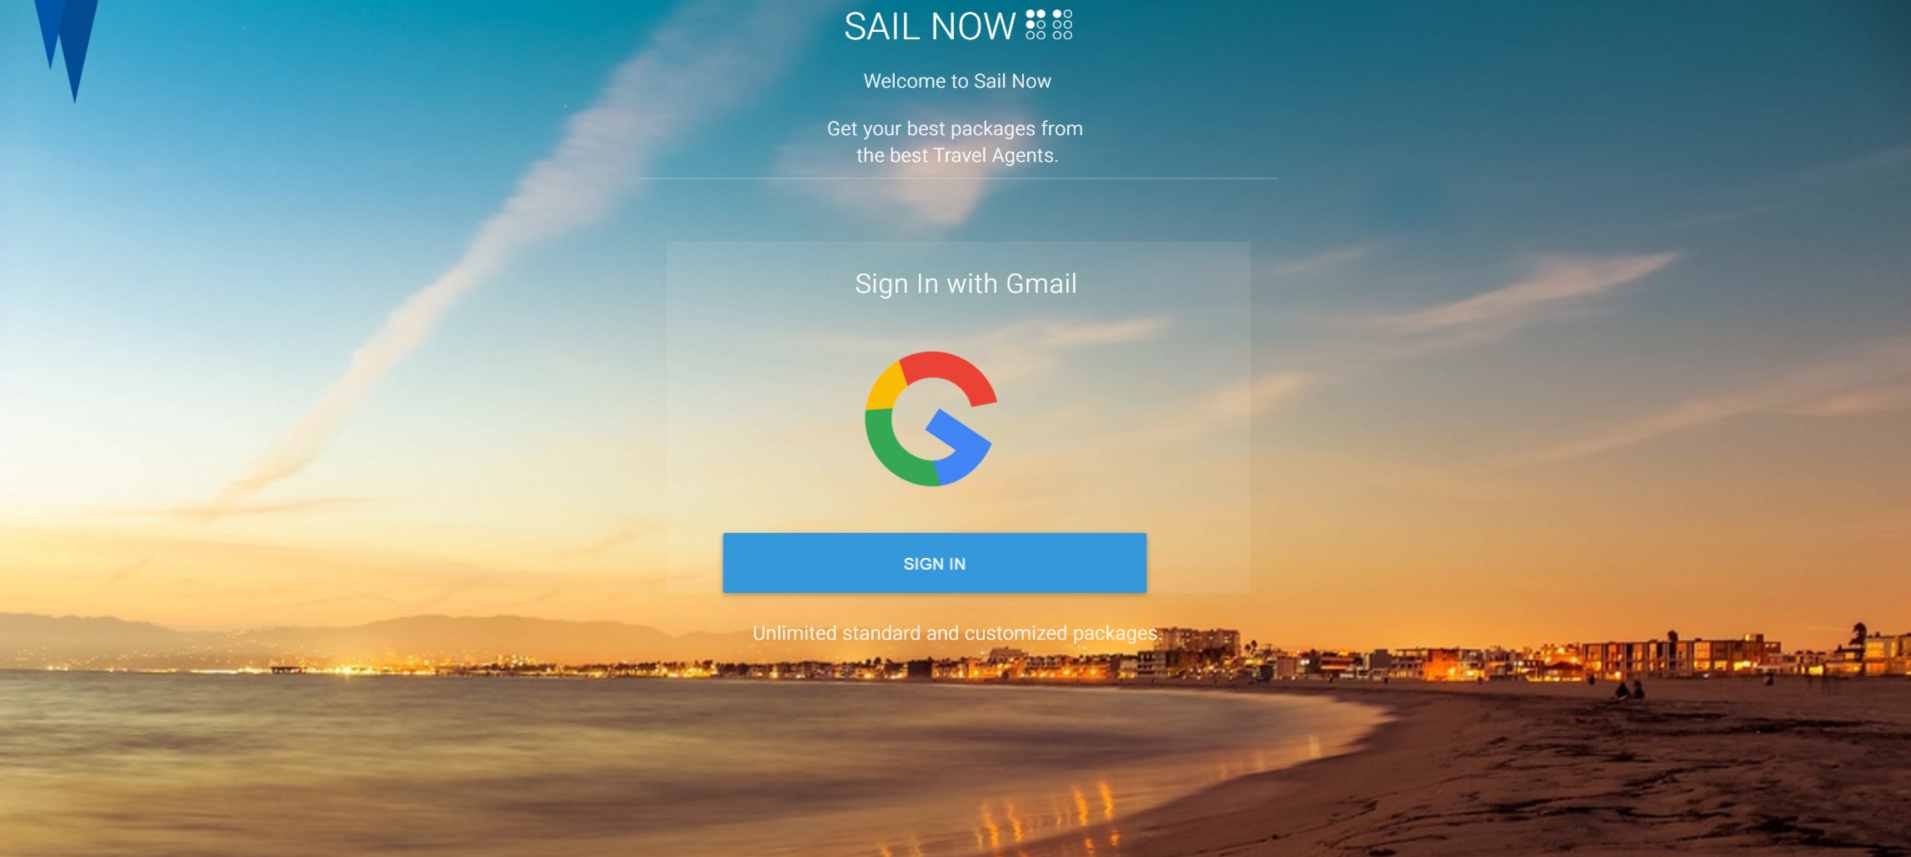 SAIL NOW
Welcome to Sail Now
Get your best packages from
the best Travel Agents.
Sign In with Gmail
SIGN IN
Unlimited standard and customized packages.